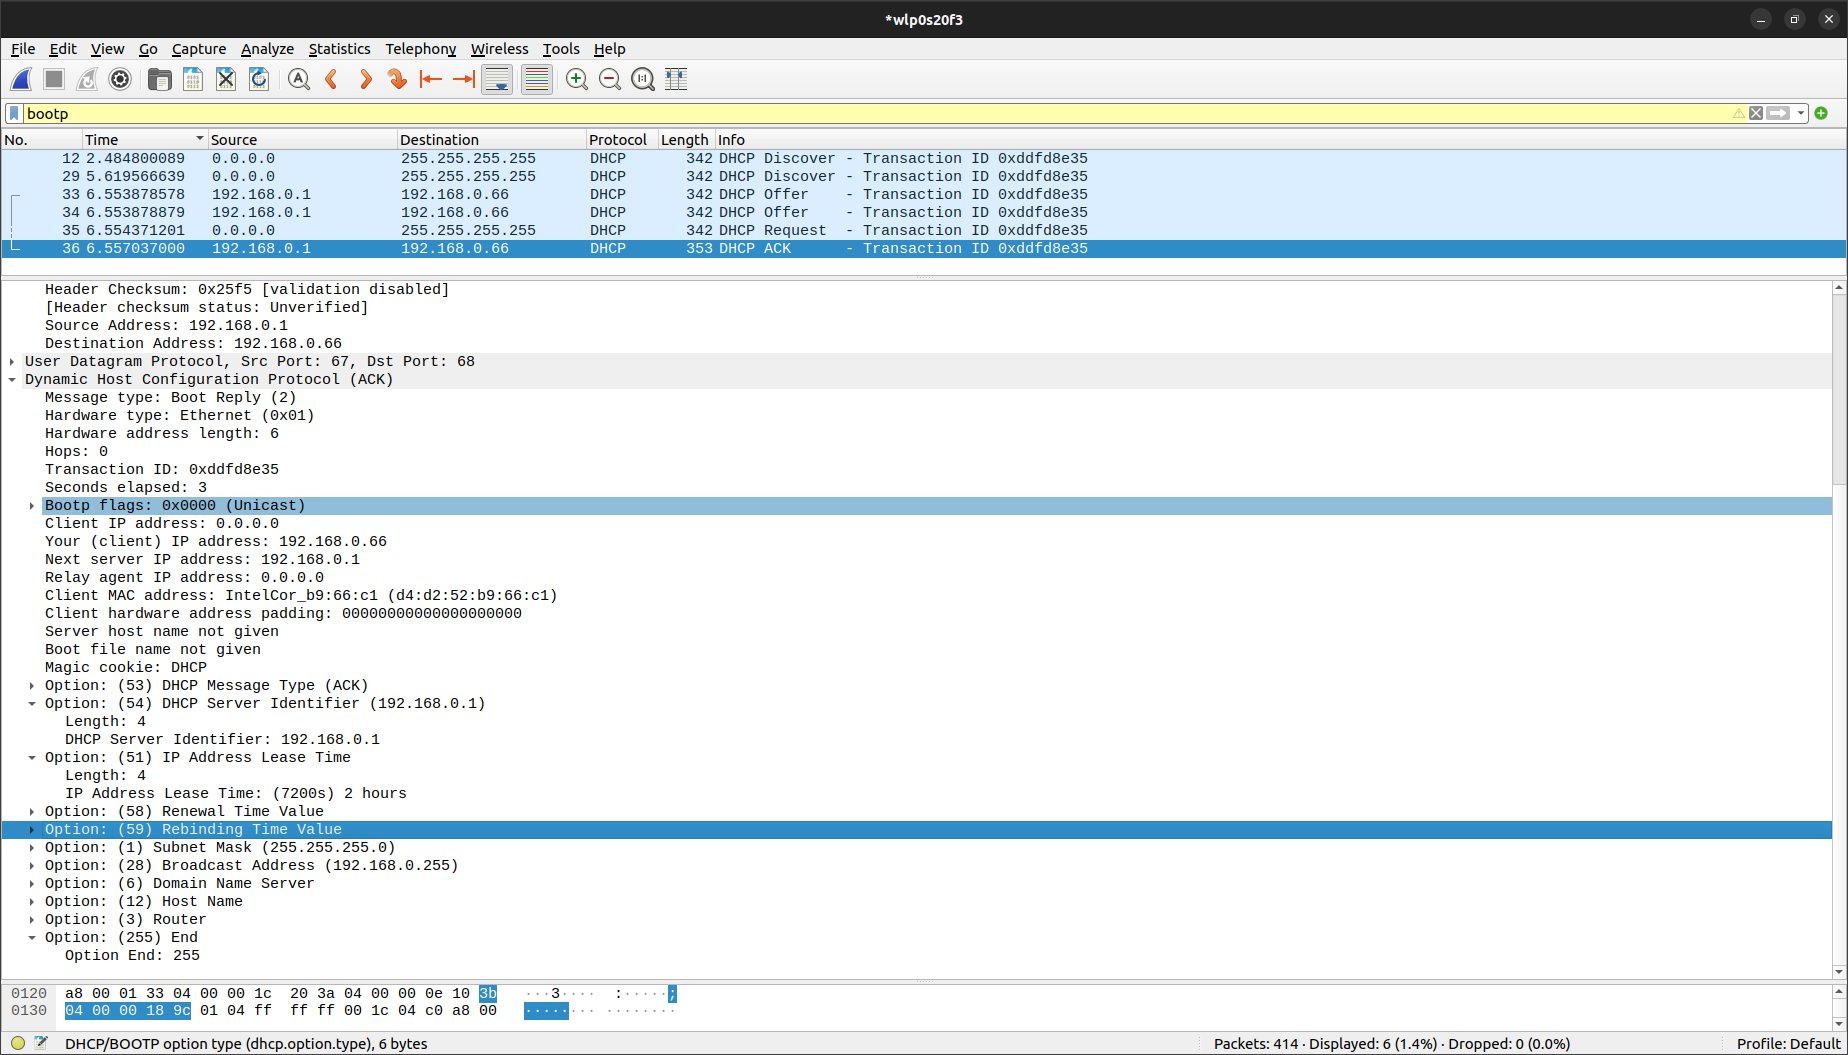 *wlp0s20f3
File Edit View Go Capture Analyze Statistics Telephony Wireless Tools Help
bootp
No. Time Source Destination Protocol Length Info
12 2.484800089 0.0.0.0 255.255.255.255 DHCP 342 DHCP Discover - Transaction ID 0xddfd8e35
29 5.619566639 0.0.0.0 255.255.255.255 DHCP 342 DHCP Discover - Transaction ID 0xddfd8e35
33 6.553878578 192.168.0.1 192.168.0.66 DHCP 342 DHCP Offer - Transaction ID 0xddfd8e35
34 6.553878879 192.168.0.1 192.168.0.66 DHCP 342 DHCP Offer - Transaction ID 0xddfd8e35
35 6.554371201 0.0.0.0 255.255.255.255 DHCP 342 DHCP Request - Transaction ID 0xddfd8e35
36 6.557037000 192.168.0.1 192.168.0.66 DHCP 353 DHCP ACK - Transaction ID 0xddfd8e35
Header Checksum: 0x25f5 [validation disabled]
[Header checksum status: Unverified]
Source Address: 192.168.0.1
Destination Address: 192.168.0.66
User Datagram Protocol, Src Port: 67, Dst Port: 68
Dynamic Host Configuration Protocol (ACK)
Message type: Boot Reply (2)
Hardware type: Ethernet (0x01)
Hardware address length: 6
Hops: 0
Transaction ID: 0xddfd8e35
Seconds elapsed: 3
Bootp flags: 0x0000 (Unicast)
Client IP address: 0.0.0.0
Your (client) IP address: 192.168.0.66
Next server IP address: 192.168.0.1
Relay agent IP address: 0.0.0.0
Client MAC address: IntelCor_b9:66:c1 (d4:d2:52:b9:66:c1)
Client hardware address padding: 00000000000000000000
Server host name not given
Boot file name not given
Magic cookie: DHCP
Option: (53) DHCP Message Type (ACK)
Option: (54) DHCP Server Identifier (192.168.0.1)
Length: 4
DHCP Server Identifier: 192.168.0.1
Option: (51) IP Address Lease Time
Length: 4
IP Address Lease Time: (7200s) 2 hours
Option: (58) Renewal Time Value
Option: (59) Rebinding Time Value
Option: (1) Subnet Mask (255.255.255.0)
Option: (28) Broadcast Address (192.168.0.255)
Option: (6) Domain Name Server
Option: (12) Host Name
Option: (3) Router
Option: (255) End
Option End: 255
0120 a8 00 01 33 04 00 00 1c 20 3a 04 00 00 0e 10 3b ···3···· :·····;
0130 04 00 00 18 9c 01 04 ff ff ff 00 1c 04 c0 a8 00 ········ ········
DHCP/BOOTP option type (dhcp.option.type), 6 bytes Packets: 414 · Displayed: 6 (1.4%) · Dropped: 0 (0.0%) Profile: Default